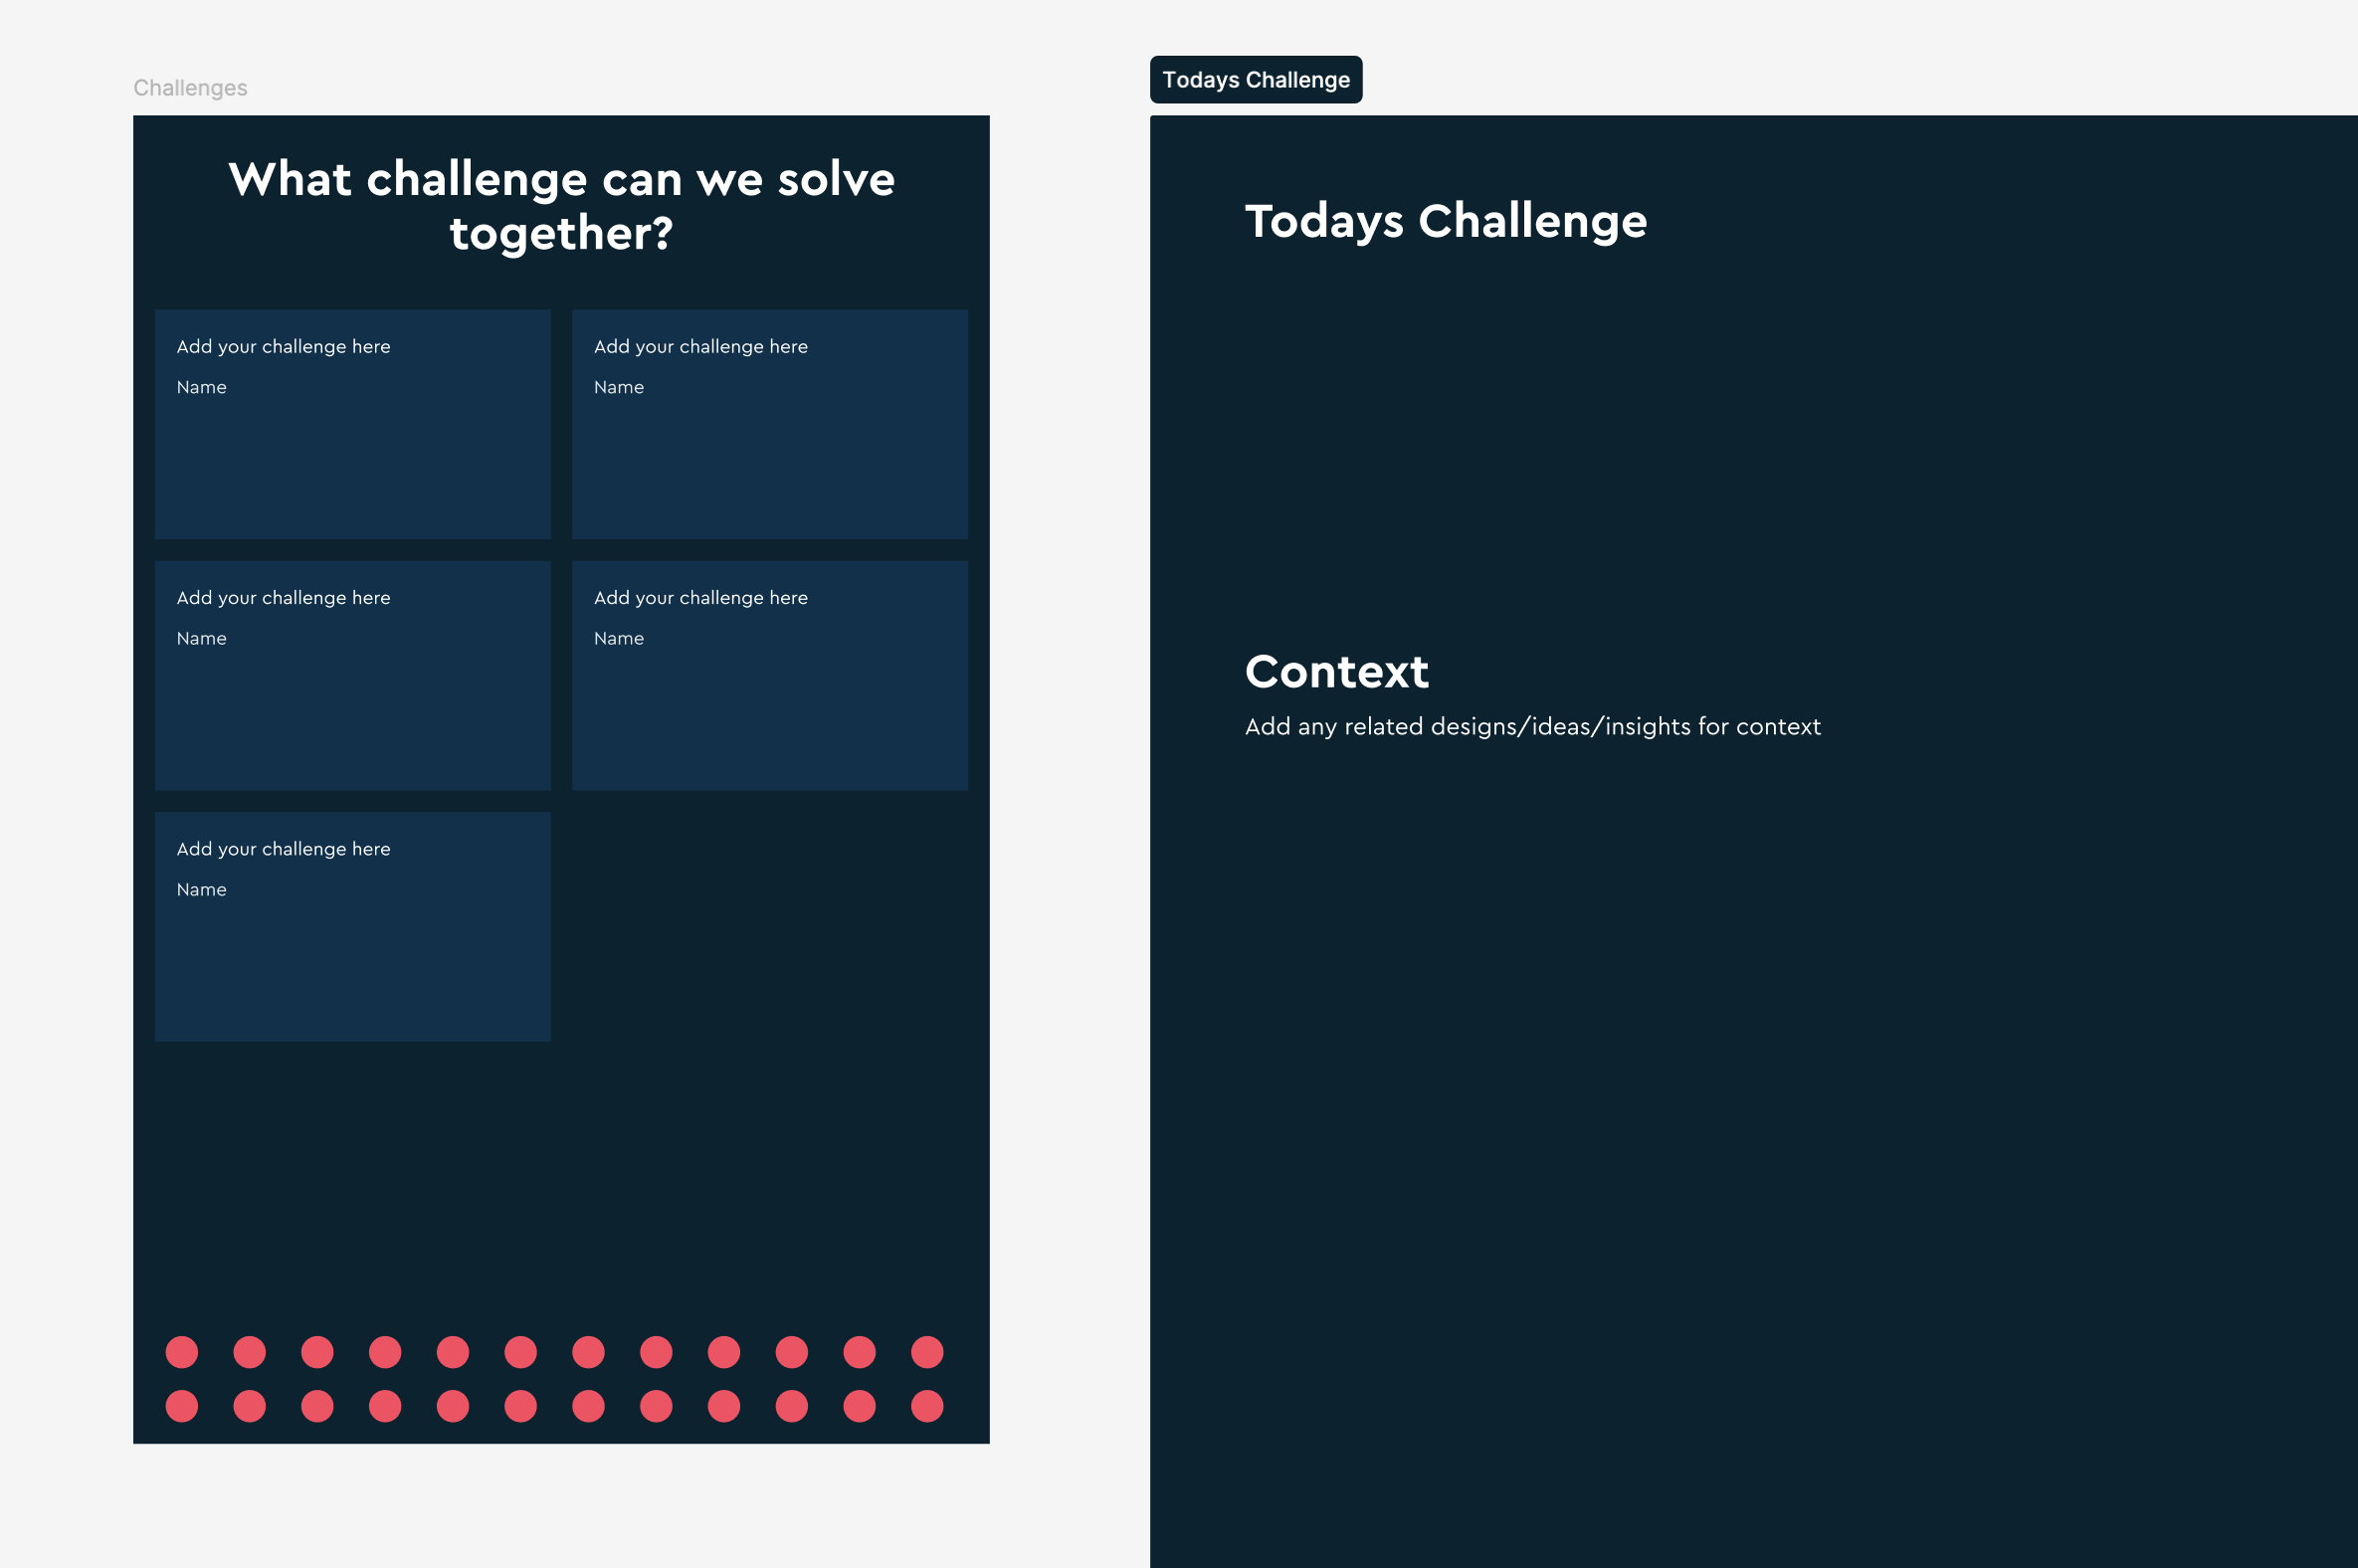 Challenges
What challenge can we solve
together?
Add your challenge here
Name
Add your challenge here
Name
Add your challenge here
Name
Add your challenge here
Name
Add your challenge here
Name
Todays Challenge
Todays Challenge
Context
Add any related designs/ideas/insights for context